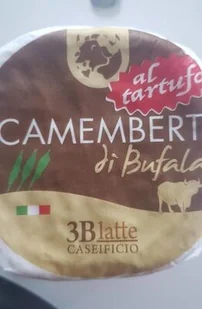 al
tartufo
CAMEMBERT
di Bufala
3Blatte
CASEIFICIO